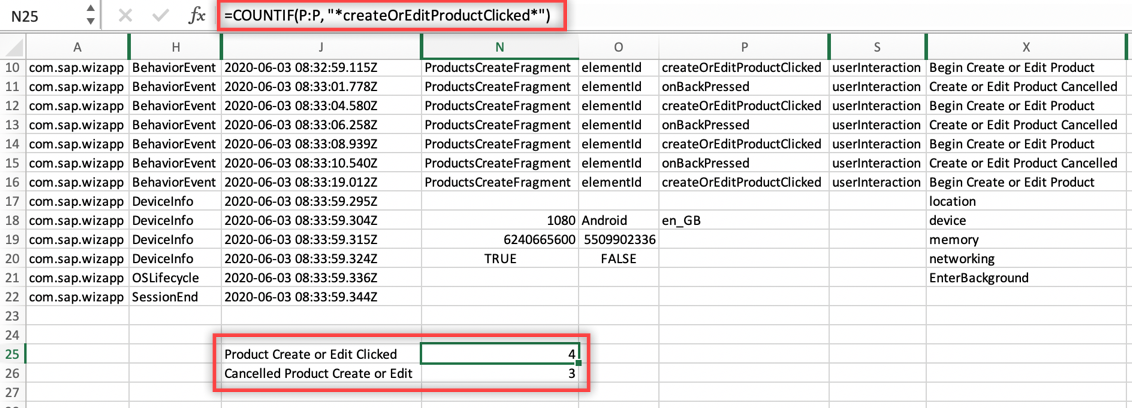 N25 fx =COUNTIF(P:P, "*createOrEditProductClicked*")
A H J N O P S X
10 com.sap.wizapp BehaviorEvent 2020-06-03 08:32:59.115Z ProductsCreateFragment elementId createOrEditProductClicked userInteraction Begin Create or Edit Product
11 com.sap.wizapp BehaviorEvent 2020-06-03 08:33:01.778Z ProductsCreateFragment elementId onBackPressed userInteraction Create or Edit Product Cancelled
12 com.sap.wizapp BehaviorEvent 2020-06-03 08:33:04.580Z ProductsCreateFragment elementId createOrEditProductClicked userInteraction Begin Create or Edit Product
13 com.sap.wizapp BehaviorEvent 2020-06-03 08:33:06.258Z ProductsCreateFragment elementId onBackPressed userInteraction Create or Edit Product Cancelled
14 com.sap.wizapp BehaviorEvent 2020-06-03 08:33:08.939Z ProductsCreateFragment elementId createOrEditProductClicked userInteraction Begin Create or Edit Product
15 com.sap.wizapp BehaviorEvent 2020-06-03 08:33:10.540Z ProductsCreateFragment elementId onBackPressed userInteraction Create or Edit Product Cancelled
16 com.sap.wizapp BehaviorEvent 2020-06-03 08:33:19.012Z ProductsCreateFragment elementId createOrEditProductClicked userInteraction Begin Create or Edit Product
17 com.sap.wizapp DeviceInfo 2020-06-03 08:33:59.295Z location
18 com.sap.wizapp DeviceInfo 2020-06-03 08:33:59.304Z 1080 Android en_GB device
19 com.sap.wizapp DeviceInfo 2020-06-03 08:33:59.315Z 6240665600 5509902336 memory
20 com.sap.wizapp DeviceInfo 2020-06-03 08:33:59.324Z TRUE FALSE networking
21 com.sap.wizapp OSLifecycle 2020-06-03 08:33:59.336Z EnterBackground
22 com.sap.wizapp SessionEnd 2020-06-03 08:33:59.344Z
23
24
25 Product Create or Edit Clicked 4
26 Cancelled Product Create or Edit 3
27